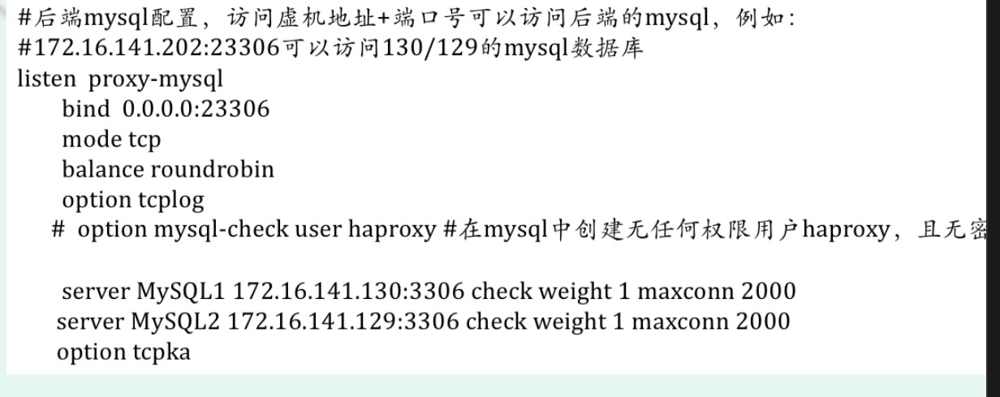 #后端mysql配置，访问虚机地址+端口号可以访问后端的mysql，例如：
#172.16.141.202:23306可以访问130/129的mysql数据库
listen proxy-mysql
bind 0.0.0.0:23306
mode tcp
balance roundrobin
option tcplog
# option mysql-check user haproxy #在mysql中创建无任何权限用户haproxy，且无密
server MySQL1 172.16.141.130:3306 check weight 1 maxconn 2000
server MySQL2 172.16.141.129:3306 check weight 1 maxconn 2000
option tcpka